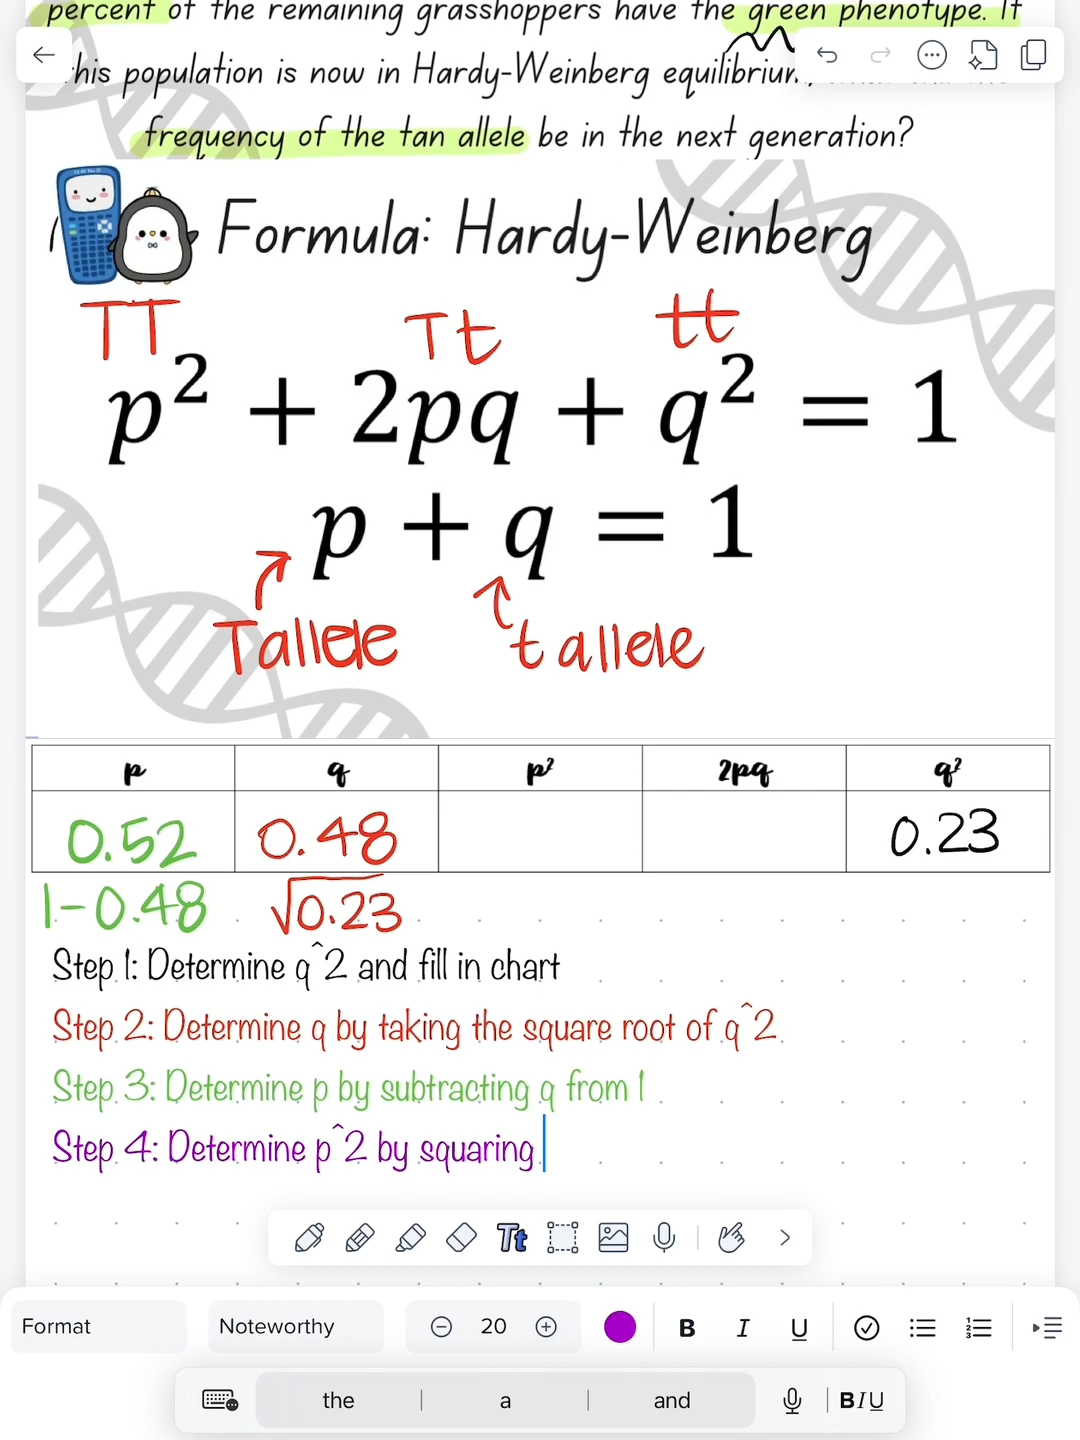 percent of the remaining grasshoppers have the green phenotype. If
this population is now in Hardy-Weinberg equilibrium,
frequency of the tan allele be in the next generation?
Formula: Hardy-Weinberg
TT Tt tt
p² + 2pq + q² = 1
p + q = 1
T allele t allele
p q p² 2pq q²
0.52 0.48 0.23
1-0.48 √0.23
Step 1: Determine q^2 and fill in chart
Step 2: Determine q by taking the square root of q^2
Step 3: Determine p by subtracting q from 1
Step 4: Determine p^2 by squaring
Tt
Format Noteworthy 20 B I U
the a and BIU